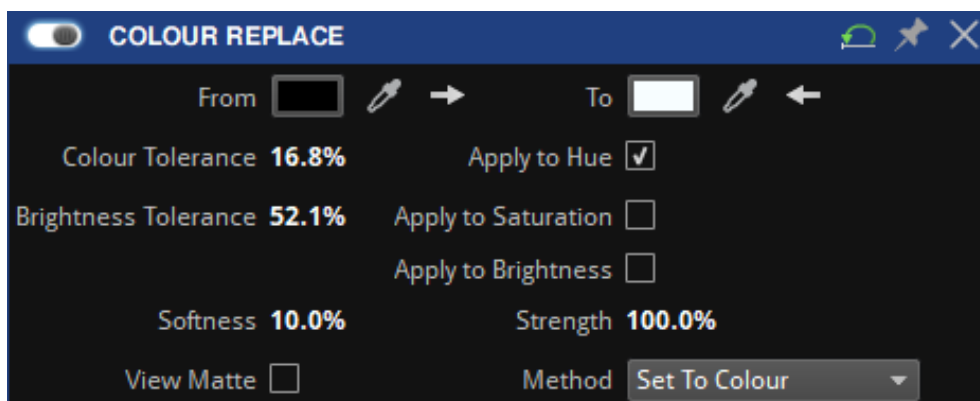 COLOUR REPLACE
From To
Colour Tolerance 16.8% Apply to Hue
Brightness Tolerance 52.1% Apply to Saturation
Apply to Brightness
Softness 10.0% Strength 100.0%
View Matte Method Set To Colour